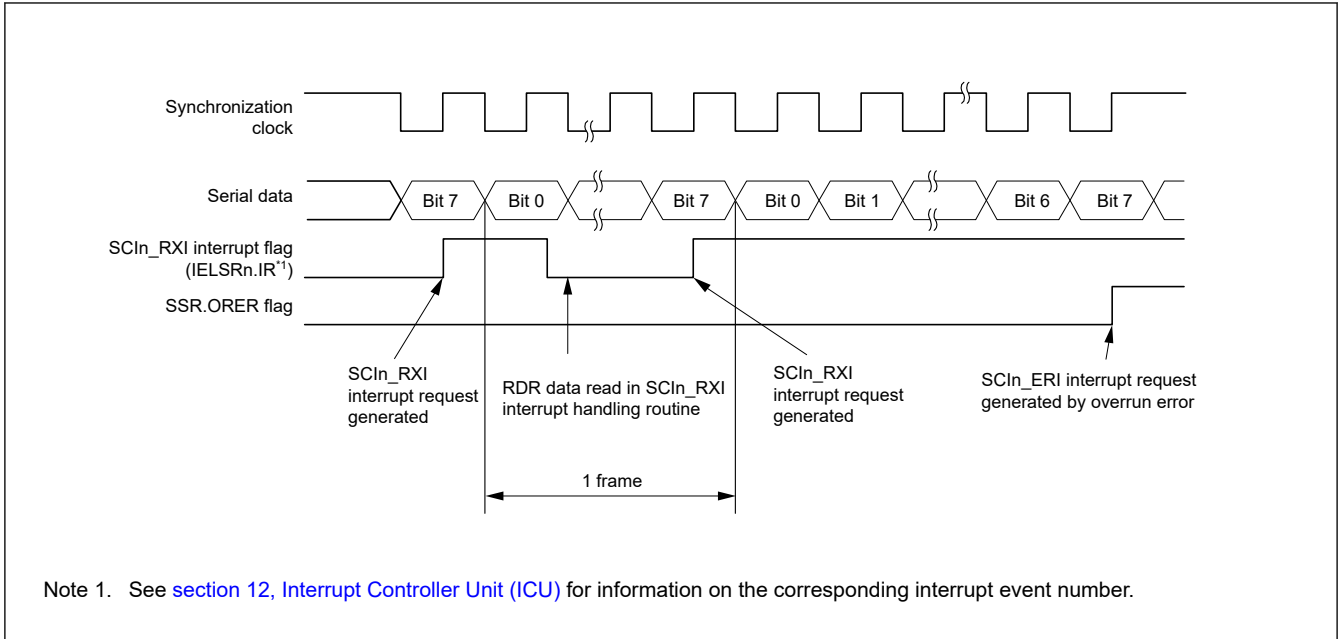 Synchronization
clock
Serial data
Bit 7 Bit 0 Bit 7 Bit 0 Bit 1 Bit 6 Bit 7
SCIn_RXI interrupt flag
(IELSRn.IR*1)
SSR.ORER flag
SCIn_RXI
interrupt request
generated
RDR data read in SCIn_RXI
interrupt handling routine
SCIn_RXI
interrupt request
generated
SCIn_ERI interrupt request
generated by overrun error
1 frame
Note 1. See section 12, Interrupt Controller Unit (ICU) for information on the corresponding interrupt event number.